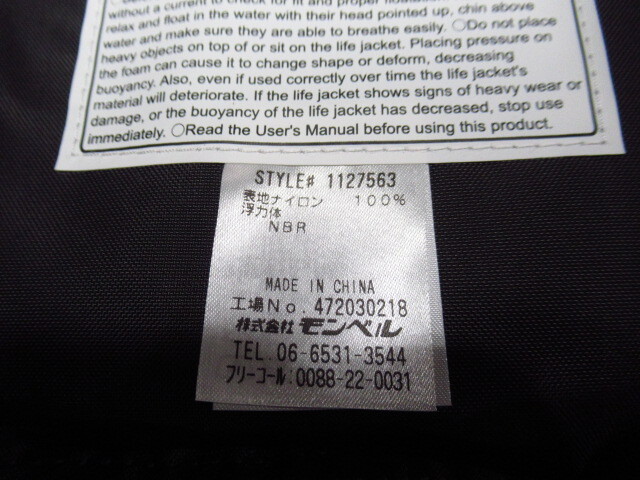 without a current to check for fit and proper
relax and float in the water with their head pointed up, chin above
water and make sure they are able to breathe easily. ○Do not place
heavy objects on top of or sit on the life jacket. Placing pressure on
the foam can cause it to change shape or deform, decreasing
buoyancy. Also, even if used correctly over time the life jacket's
material will deteriorate. If the life jacket shows signs of heavy wear or
damage, or the buoyancy of the life jacket has decreased, stop use
immediately. ○Read the User's Manual before using this product.
STYLE# 1127563
表地ナイロン 100%
浮力体
NBR
MADE IN CHINA
工場No. 472030218
株式会社 モンベル
TEL. 06-6531-3544
フリーコール:0088-22-0031